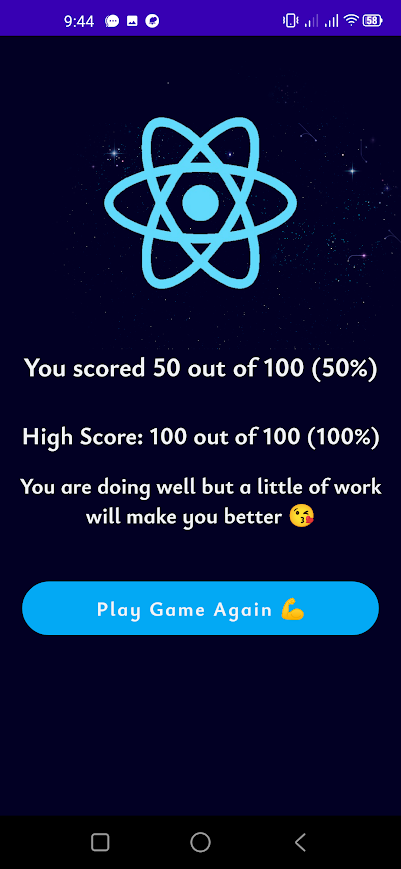 9:44
58
You scored 50 out of 100 (50%)
High Score: 100 out of 100 (100%)
You are doing well but a little of work
will make you better 😘
Play Game Again 💪